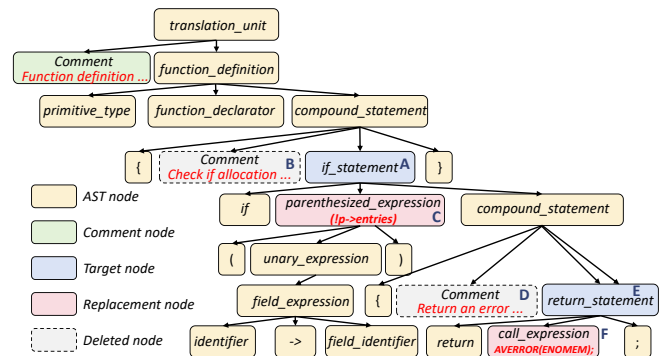 translation_unit
Comment
Function definition ...
function_definition
primitive_type
function_declarator
compound_statement
{
Comment
Check if allocation ...
B
if_statement
A
}
AST node
Comment node
Target node
Replacement node
Deleted node
if
parenthesized_expression
(!p->entries)
C
compound_statement
(
unary_expression
)
field_expression
{
Comment
Return an error ...
D
return_statement
E
identifier
->
field_identifier
return
call_expression
AVERROR(ENOMEM);
F
;